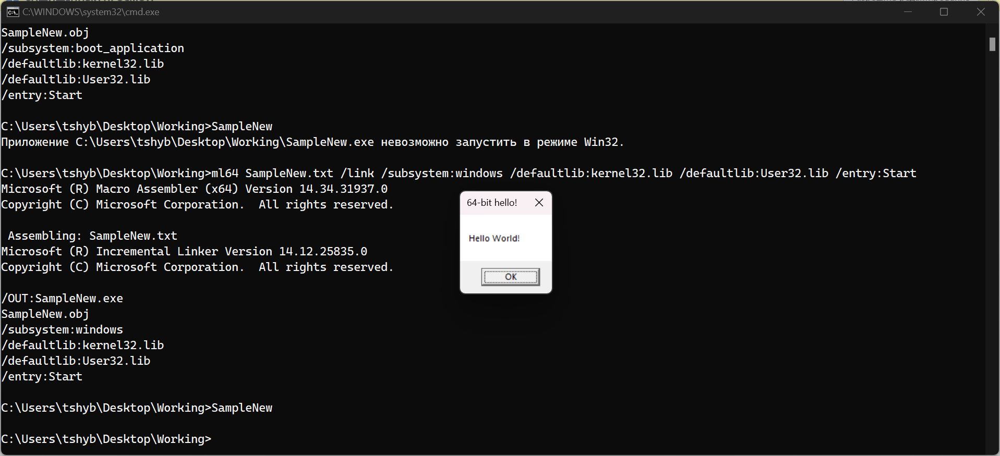 C:\WINDOWS\system32\cmd.exe
SampleNew.obj
/subsystem:boot_application
/defaultlib:kernel32.lib
/defaultlib:User32.lib
/entry:Start
C:\Users\tshyb\Desktop\Working>SampleNew
Приложение C:\Users\tshyb\Desktop\Working\SampleNew.exe невозможно запустить в режиме Win32.
C:\Users\tshyb\Desktop\Working>ml64 SampleNew.txt /link /subsystem:windows /defaultlib:kernel32.lib /defaultlib:User32.lib /entry:Start
Microsoft (R) Macro Assembler (x64) Version 14.34.31937.0
Copyright (C) Microsoft Corporation.  All rights reserved.
 Assembling: SampleNew.txt
Microsoft (R) Incremental Linker Version 14.12.25835.0
Copyright (C) Microsoft Corporation.  All rights reserved.
/OUT:SampleNew.exe
SampleNew.obj
/subsystem:windows
/defaultlib:kernel32.lib
/defaultlib:User32.lib
/entry:Start
C:\Users\tshyb\Desktop\Working>SampleNew
C:\Users\tshyb\Desktop\Working>
64-bit hello!
Hello World!
OK